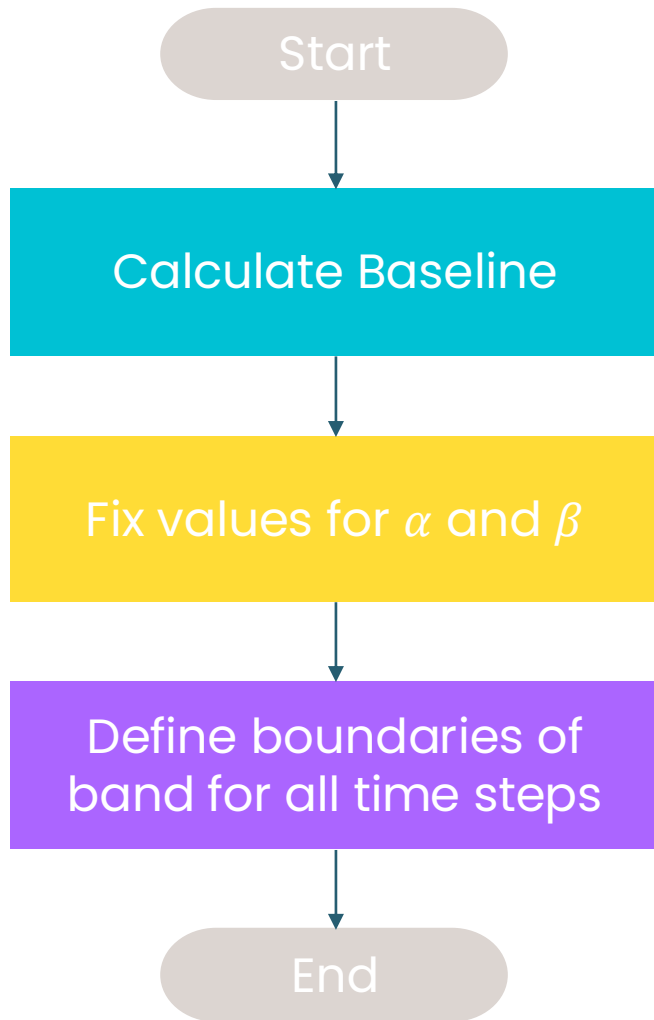 Start
Calculate Baseline
Fix values for α and β
Define boundaries of
band for all time steps
End